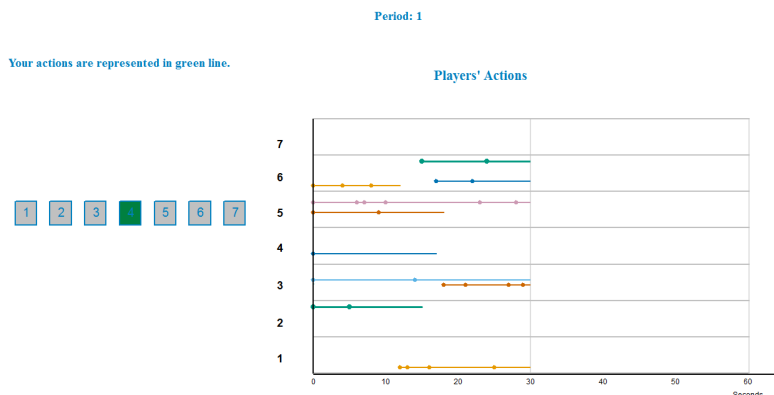 Period: 1
Your actions are represented in green line.
Players' Actions
1 2 3 4 5 6 7
7
6
5
4
3
2
1
0 10 20 30 40 50 60
Seconds